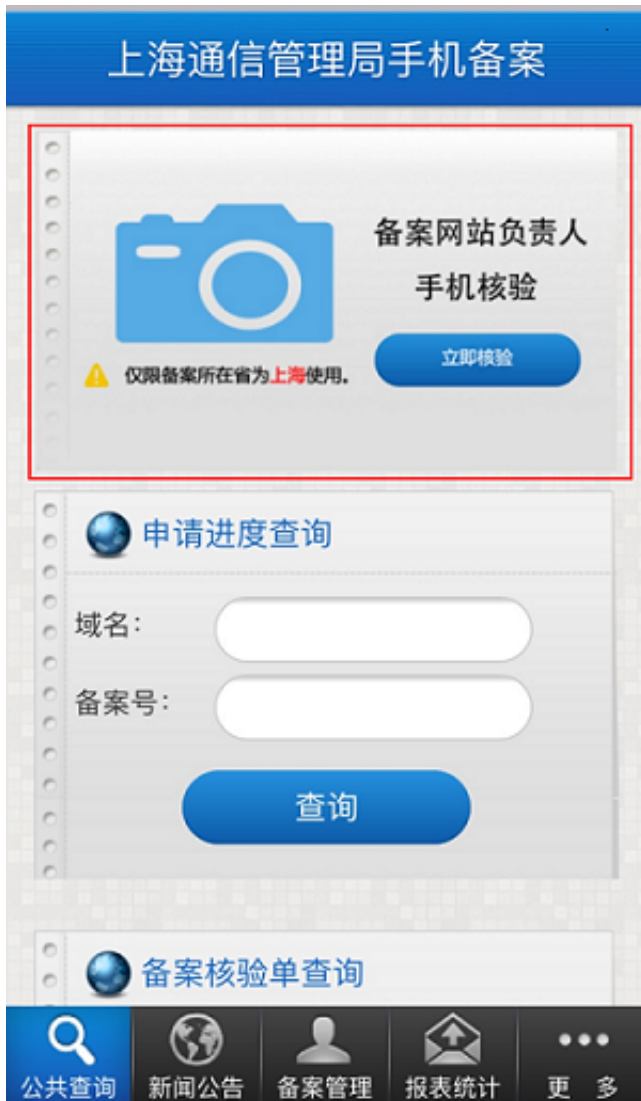 上海通信管理局手机备案
备案网站负责人
手机核验
立即核验
仅限备案所在省为上海使用。
申请进度查询
域名：
备案号：
查询
备案核验单查询
公共查询 新闻公告 备案管理 报表统计 更 多